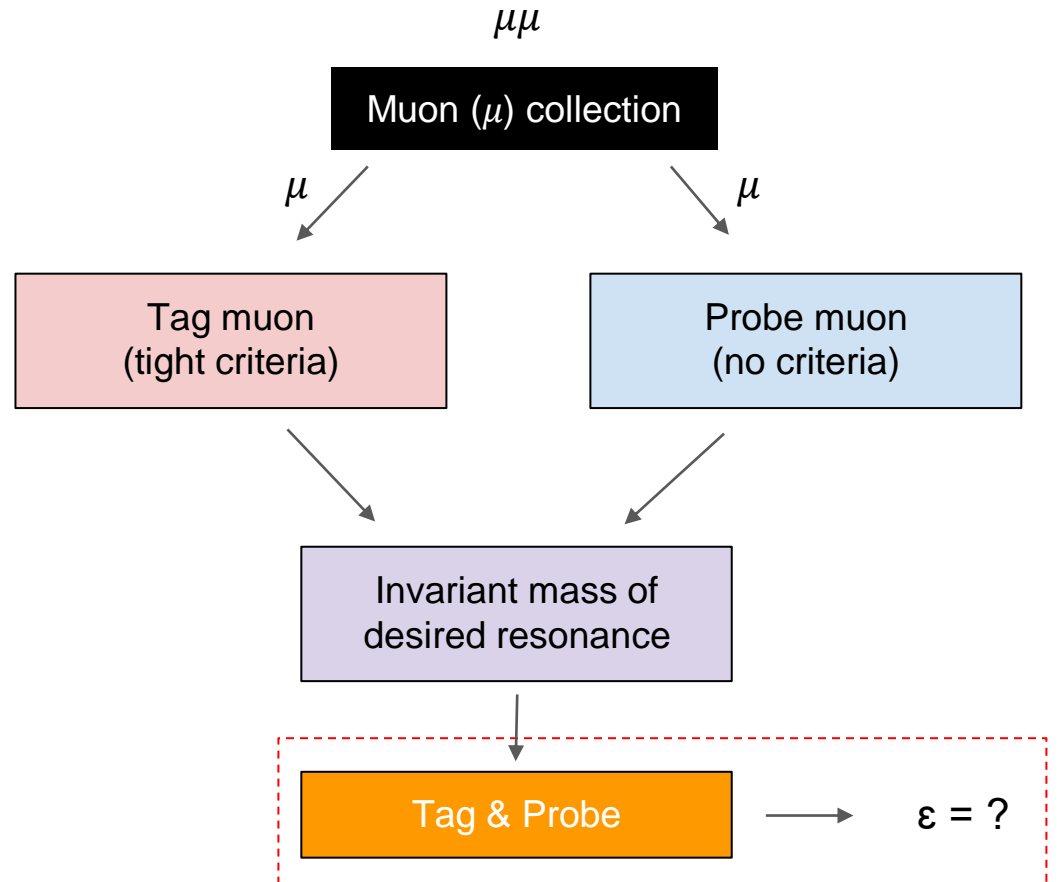 μμ
Muon (μ) collection
μ
μ
Tag muon
(tight criteria)
Probe muon
(no criteria)
Invariant mass of
desired resonance
Tag & Probe
ε = ?